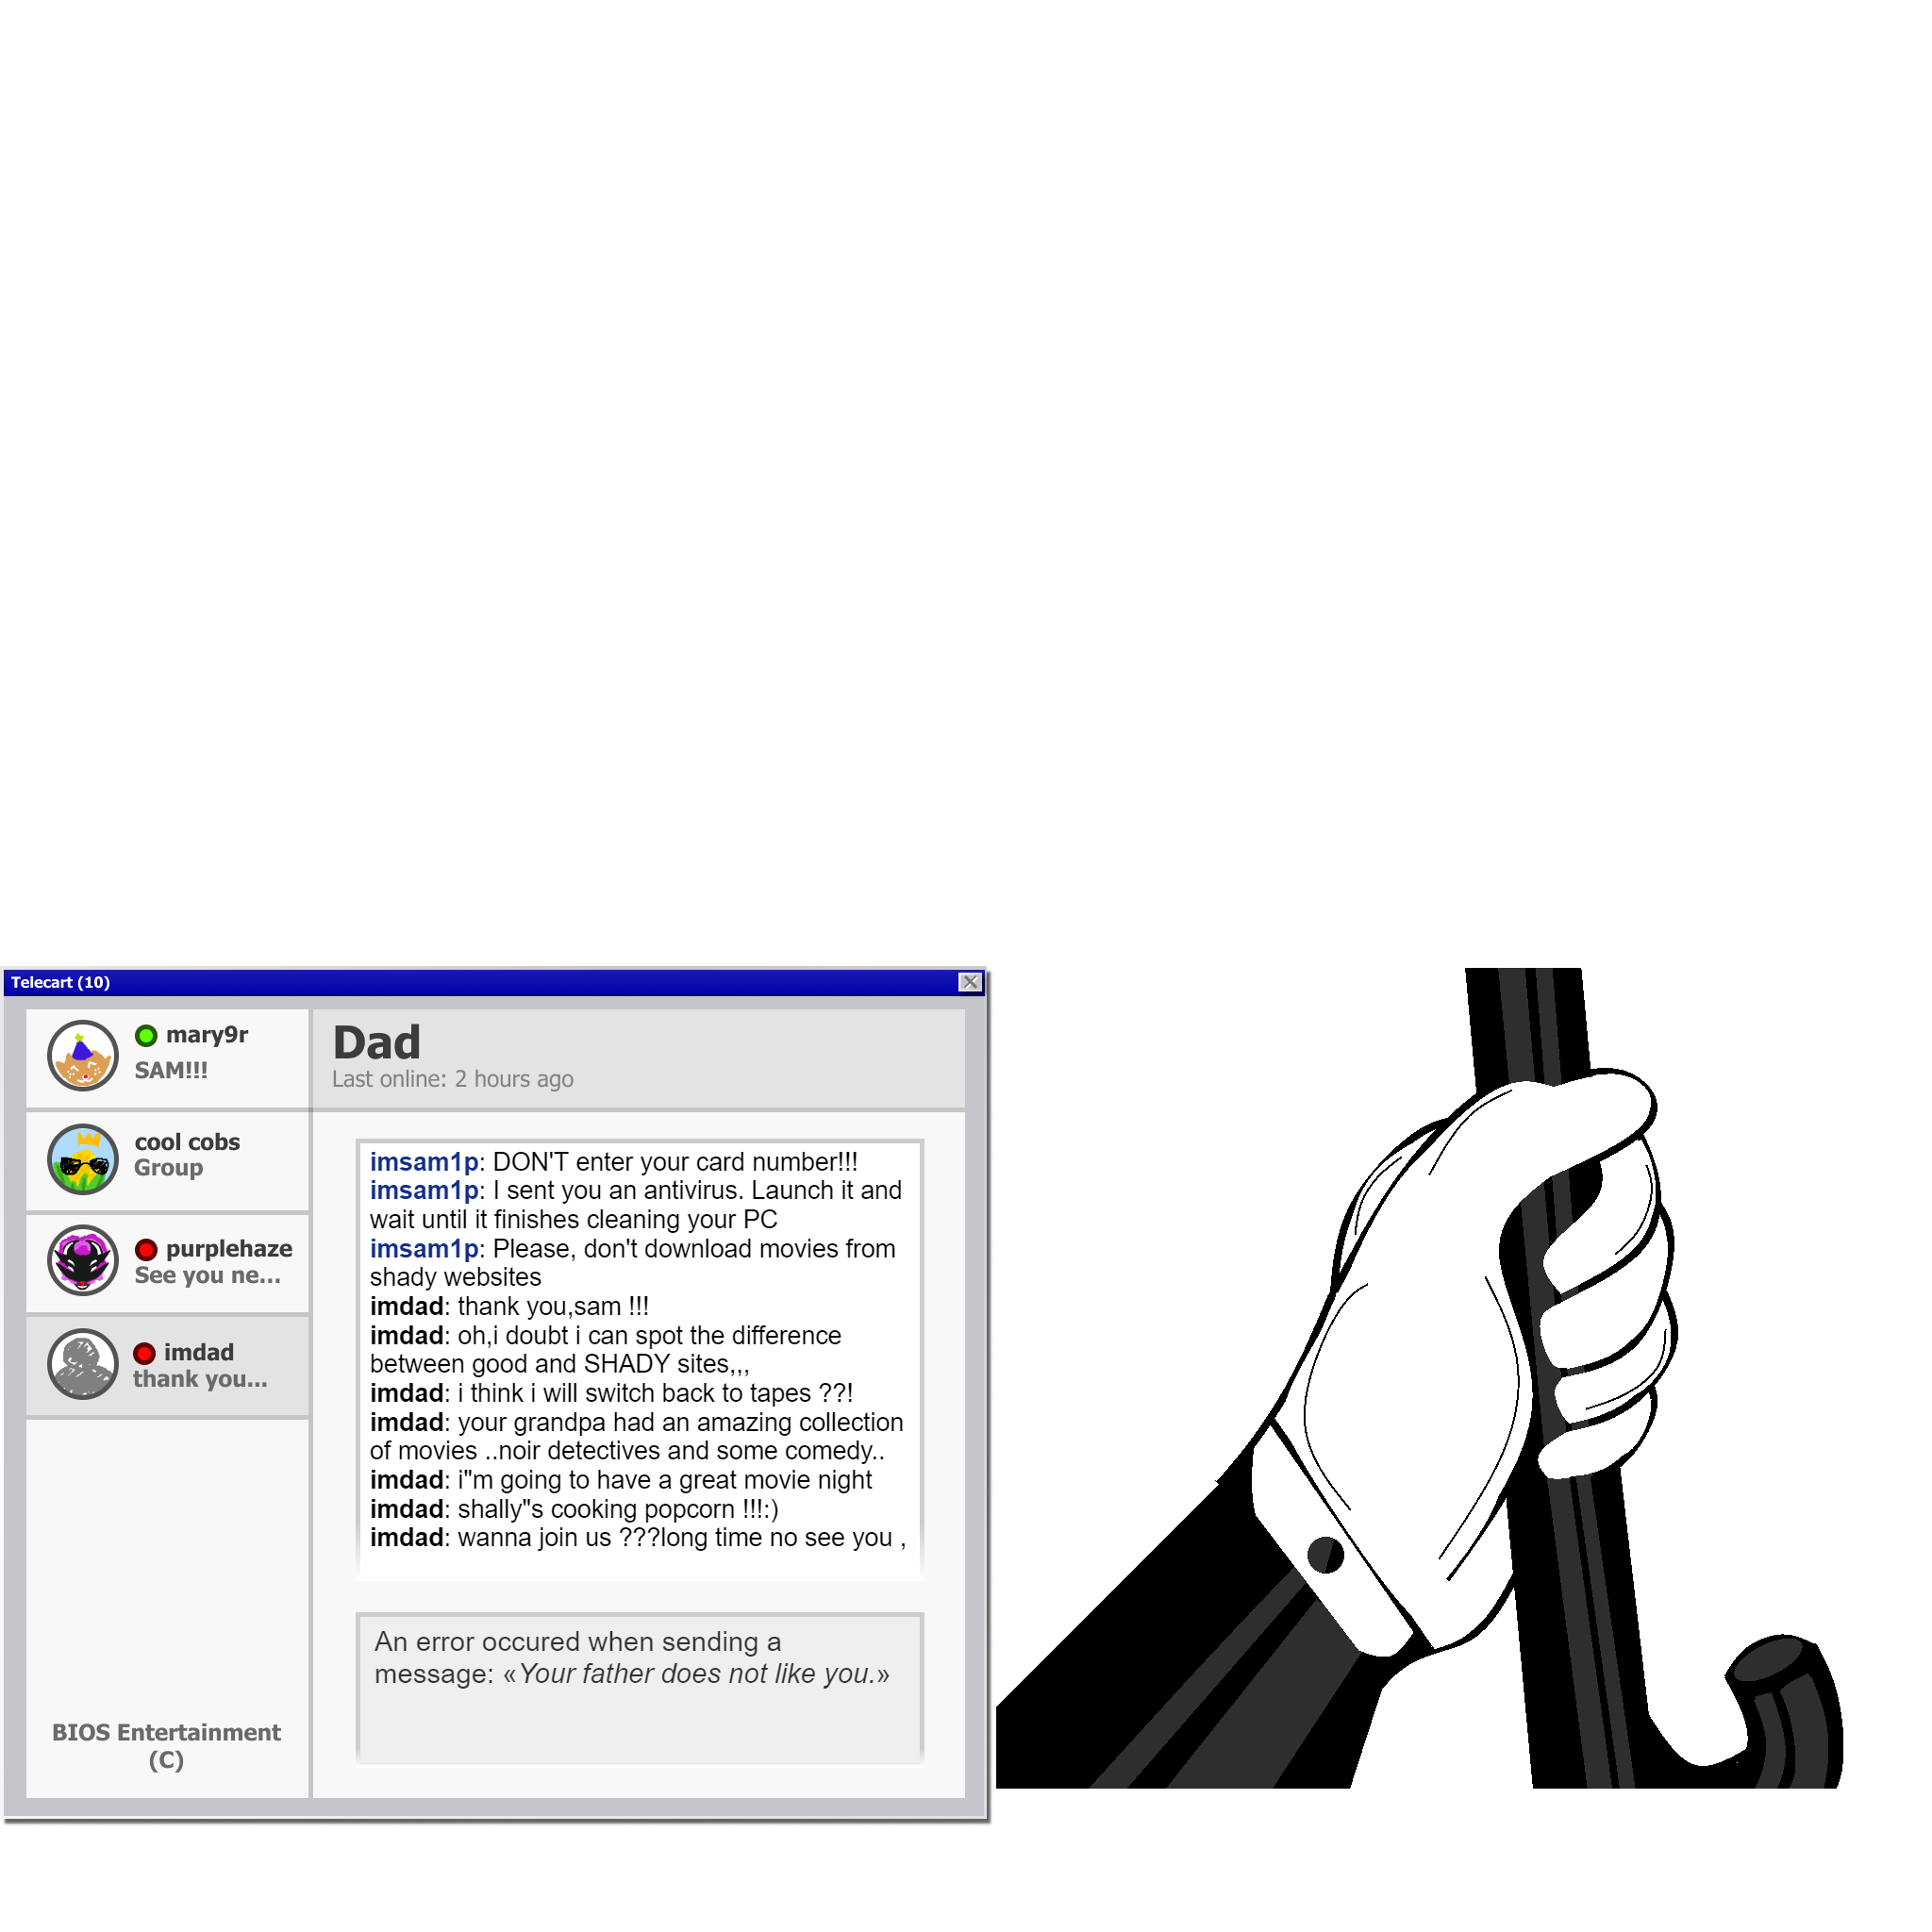 Telecart (10)
mary9r
SAM!!!
cool cobs
Group
purplehaze
See you ne...
imdad
thank you...
BIOS Entertainment
(C)
Dad
Last online: 2 hours ago
imsam1p: DON'T enter your card number!!!
imsam1p: I sent you an antivirus. Launch it and
wait until it finishes cleaning your PC
imsam1p: Please, don't download movies from
shady websites
imdad: thank you,sam !!!
imdad: oh,i doubt i can spot the difference
between good and SHADY sites,,,
imdad: i think i will switch back to tapes ??!
imdad: your grandpa had an amazing collection
of movies ..noir detectives and some comedy..
imdad: i"m going to have a great movie night
imdad: shally"s cooking popcorn !!!:)
imdad: wanna join us ???long time no see you ,
An error occured when sending a
message: «Your father does not like you.»